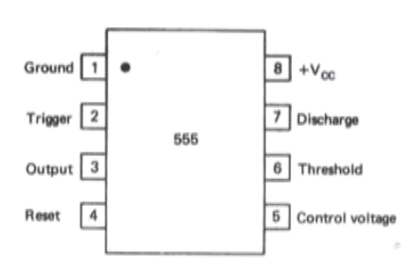 Ground 1
8 +Vcc
Trigger 2
7 Discharge
555
Output 3
6 Threshold
Reset 4
5 Control voltage